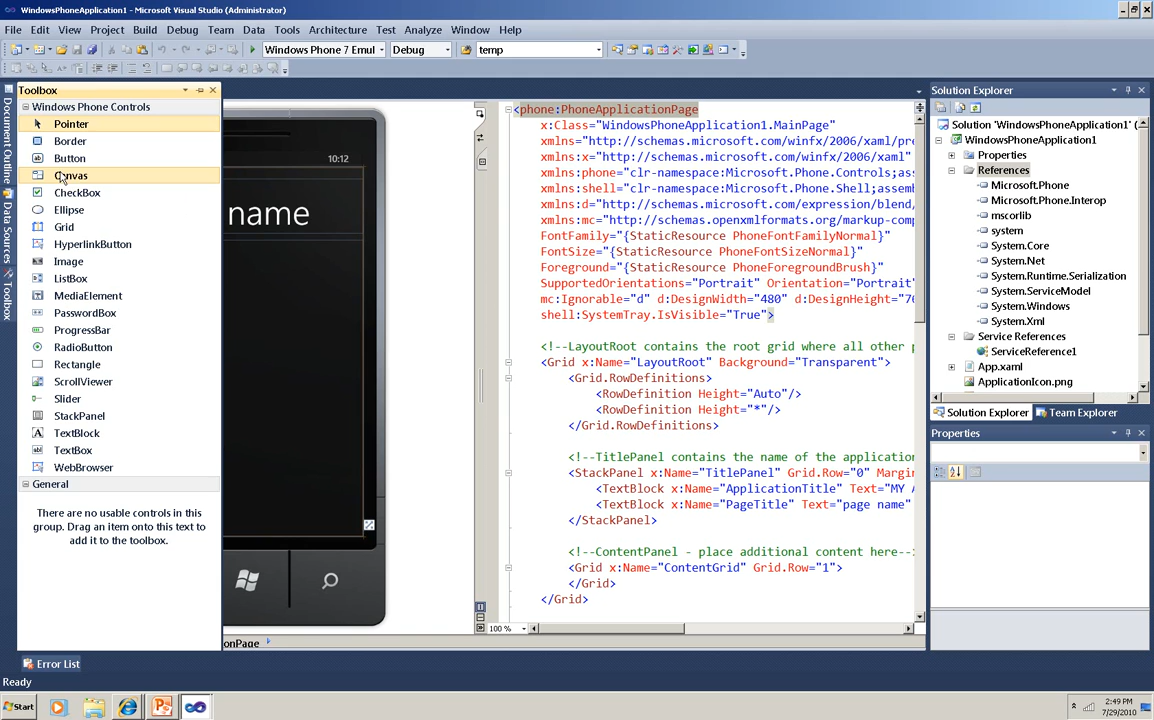 WindowsPhoneApplication1 - Microsoft Visual Studio (Administrator)
File Edit View Project Build Debug Team Data Tools Architecture Test Analyze Window Help
Windows Phone 7 Emul Debug temp
Document Outline
Data Sources
Toolbox
Toolbox
Windows Phone Controls
Pointer
Border
Button
Canvas
CheckBox
Ellipse
Grid
HyperlinkButton
Image
ListBox
MediaElement
PasswordBox
ProgressBar
RadioButton
Rectangle
ScrollViewer
Slider
StackPanel
TextBlock
TextBox
WebBrowser
General
There are no usable controls in this
group. Drag an item onto this text to
add it to the toolbox.
10:12
name
onPage
<phone:PhoneApplicationPage
x:Class="WindowsPhoneApplication1.MainPage"
xmlns="http://schemas.microsoft.com/winfx/2006/xaml/pre
xmlns:x="http://schemas.microsoft.com/winfx/2006/xaml"
xmlns:phone="clr-namespace:Microsoft.Phone.Controls;ass
xmlns:shell="clr-namespace:Microsoft.Phone.Shell;assemb
xmlns:d="http://schemas.microsoft.com/expression/blend/
xmlns:mc="http://schemas.openxmlformats.org/markup-comp
FontFamily="{StaticResource PhoneFontFamilyNormal}"
FontSize="{StaticResource PhoneFontSizeNormal}"
Foreground="{StaticResource PhoneForegroundBrush}"
SupportedOrientations="Portrait" Orientation="Portrait"
mc:Ignorable="d" d:DesignWidth="480" d:DesignHeight="76
shell:SystemTray.IsVisible="True">
<!--LayoutRoot contains the root grid where all other p
<Grid x:Name="LayoutRoot" Background="Transparent">
<Grid.RowDefinitions>
<RowDefinition Height="Auto"/>
<RowDefinition Height="*"/>
</Grid.RowDefinitions>
<!--TitlePanel contains the name of the application
<StackPanel x:Name="TitlePanel" Grid.Row="0" Margin
<TextBlock x:Name="ApplicationTitle" Text="MY A
<TextBlock x:Name="PageTitle" Text="page name"
</StackPanel>
<!--ContentPanel - place additional content here-->
<Grid x:Name="ContentGrid" Grid.Row="1">
</Grid>
</Grid>
100 %
Solution Explorer
Solution 'WindowsPhoneApplication1' (
WindowsPhoneApplication1
Properties
References
Microsoft.Phone
Microsoft.Phone.Interop
mscorlib
system
System.Core
System.Net
System.Runtime.Serialization
System.ServiceModel
System.Windows
System.Xml
Service References
ServiceReference1
App.xaml
ApplicationIcon.png
Solution Explorer Team Explorer
Properties
Error List
Ready
Start
2:49 PM
7/29/2010